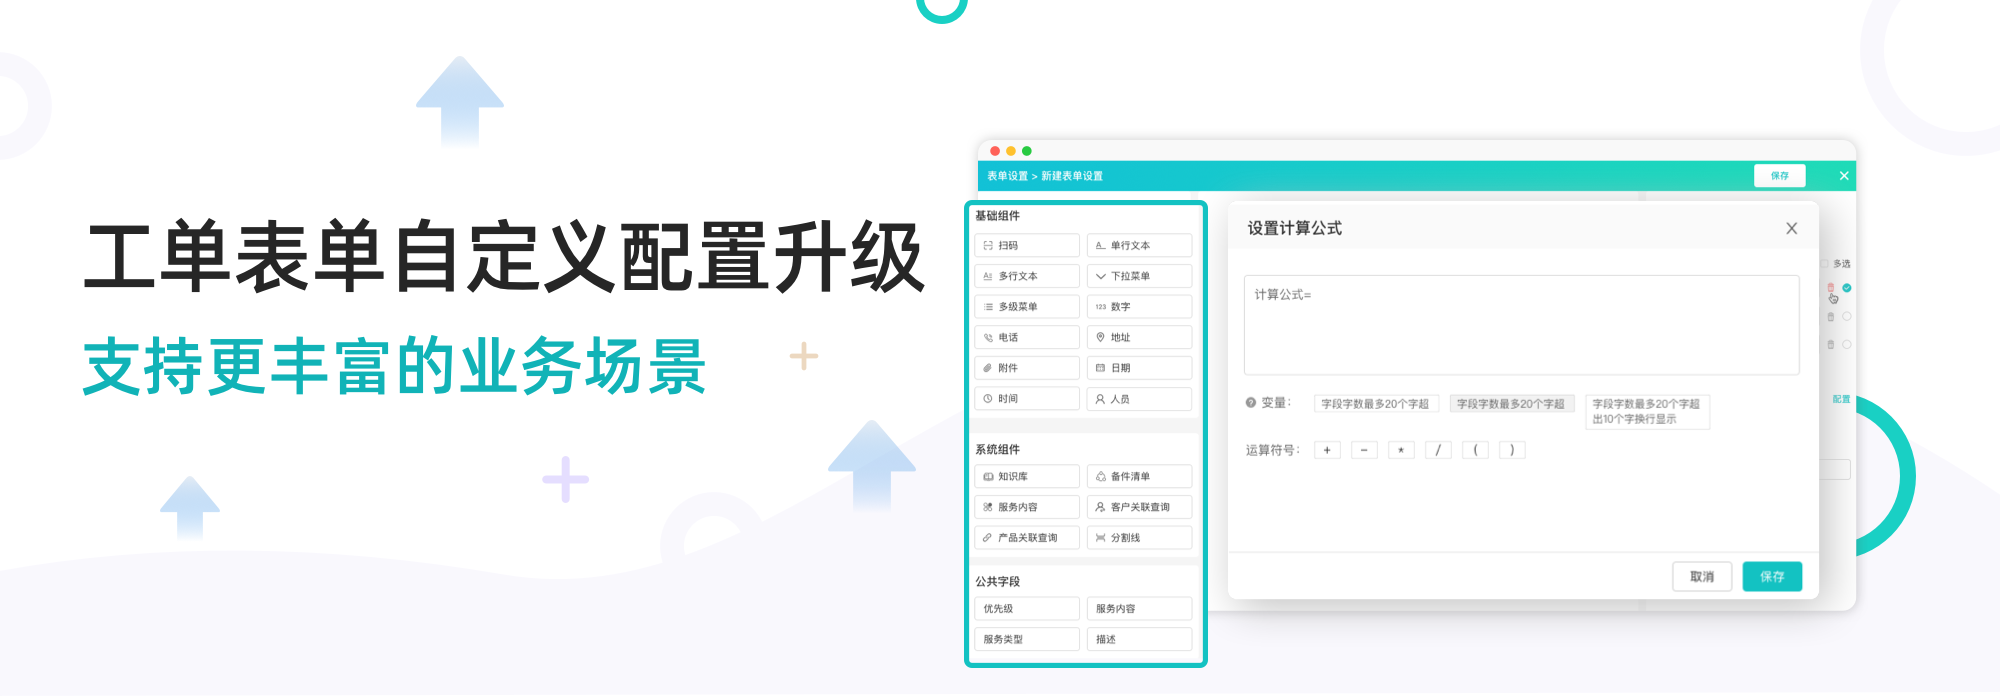 工单表单自定义配置升级
支持更丰富的业务场景
表单设置 > 新建表单设置
保存
基础组件
扫码
单行文本
多行文本
下拉菜单
多级菜单
123 数字
电话
地址
附件
日期
时间
人员
系统组件
知识库
备件清单
服务内容
客户关联查询
产品关联查询
分割线
公共字段
优先级
服务内容
服务类型
描述
设置计算公式
计算公式=
变量:
字段字数最多20个字超
字段字数最多20个字超
字段字数最多20个字超
出10个字换行显示
运算符号:
+ − * / ( )
取消
保存
多选
配置